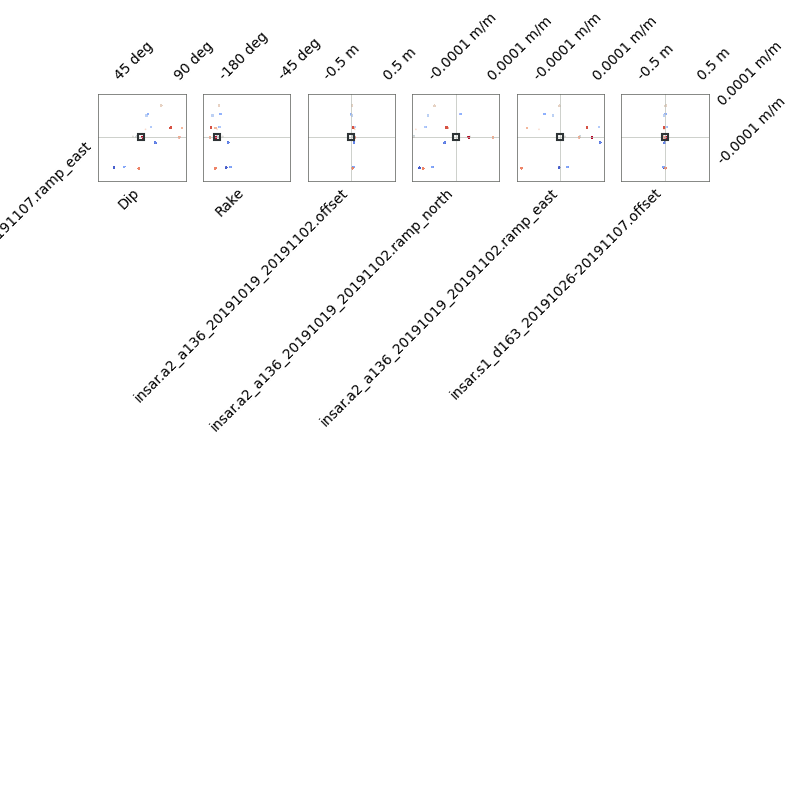 45 deg
90 deg
-180 deg
-45 deg
-0.5 m
0.5 m
-0.0001 m/m
0.0001 m/m
-0.0001 m/m
0.0001 m/m
-0.5 m
0.5 m
0.0001 m/m
-0.0001 m/m
191107.ramp_east
Dip
Rake
insar.a2_a136_20191019_20191102.offset
insar.a2_a136_20191019_20191102.ramp_north
insar.a2_a136_20191019_20191102.ramp_east
insar.s1_d163_20191026-20191107.offset